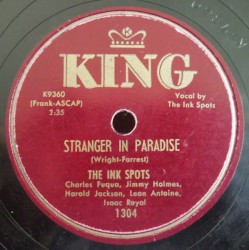 KING
K9360
(Frank-ASCAP)
2:35
Vocal by
The Ink Spots
STRANGER IN PARADISE
(Wright-Forrest)
THE INK SPOTS
Charles Fuqua, Jimmy Holmes,
Harold Jackson, Leon Antoine,
Isaac Royal
1304